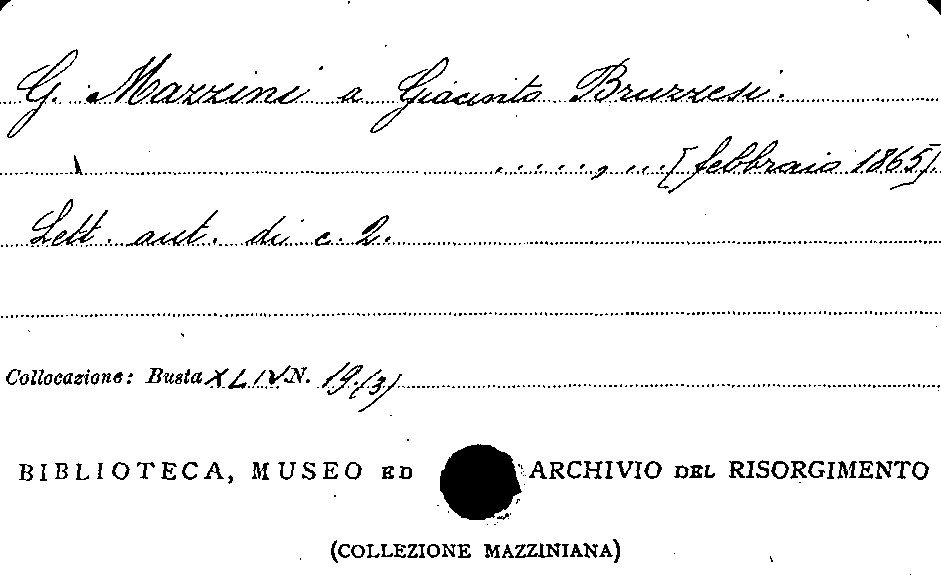 G. Mazzini a Giacinto Bruzzesi.
....., ...[febbraio 1865].
Lett. aut. di c. 2.
Collocazione: Busta XLIV N. 19.(3)
BIBLIOTECA, MUSEO ED ARCHIVIO DEL RISORGIMENTO
(COLLEZIONE MAZZINIANA)